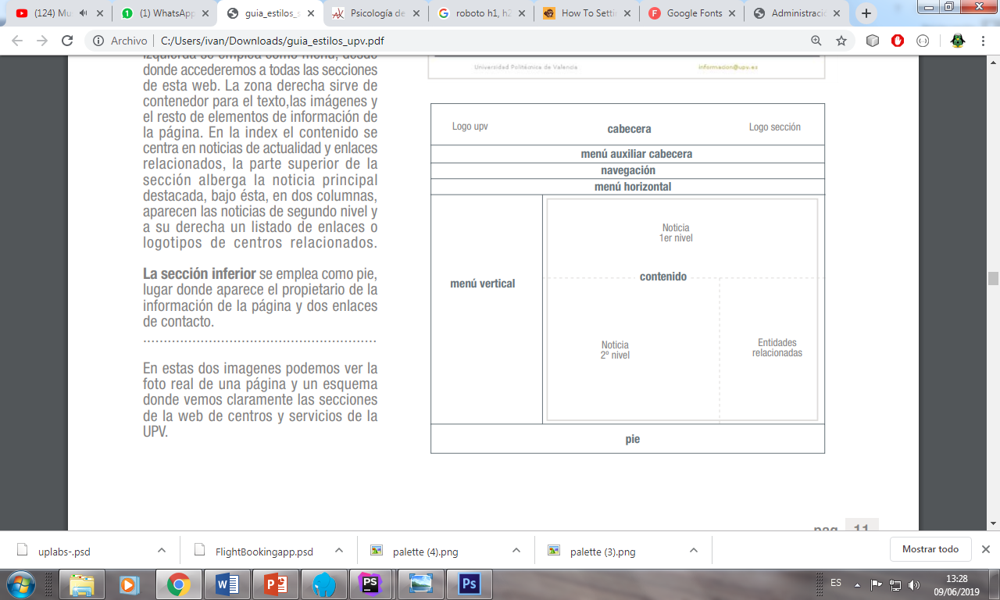 (124) Mu
(1) WhatsApp
guia_estilos_
Psicología de
roboto h1, h2
How To Setti
Google Fonts
Administraci
Archivo
C:/Users/ivan/Downloads/guia_estilos_upv.pdf
izquierda se emplea como menú, desde
donde accederemos a todas las secciones
de esta web. La zona derecha sirve de
contenedor para el texto,las imágenes y
el resto de elementos de información de
la página. En la index el contenido se
centra en noticias de actualidad y enlaces
relacionados, la parte superior de la
sección alberga la noticia principal
destacada, bajo ésta, en dos columnas,
aparecen las noticias de segundo nivel y
a su derecha un listado de enlaces o
logotipos de centros relacionados.
La sección inferior se emplea como pie,
lugar donde aparece el propietario de la
información de la página y dos enlaces
de contacto.
En estas dos imagenes podemos ver la
foto real de una página y un esquema
donde vemos claramente las secciones
de la web de centros y servicios de la
UPV.
Universidad Politécnica de Valencia
informacion@upv.es
Logo upv
cabecera
Logo sección
menú auxiliar cabecera
navegación
menú horizontal
menú vertical
Noticia
1er nivel
contenido
Noticia
2º nivel
Entidades
relacionadas
pie
pag 11
uplabs-.psd
FlightBookingapp.psd
palette (4).png
palette (3).png
Mostrar todo
ES
13:28
09/06/2019